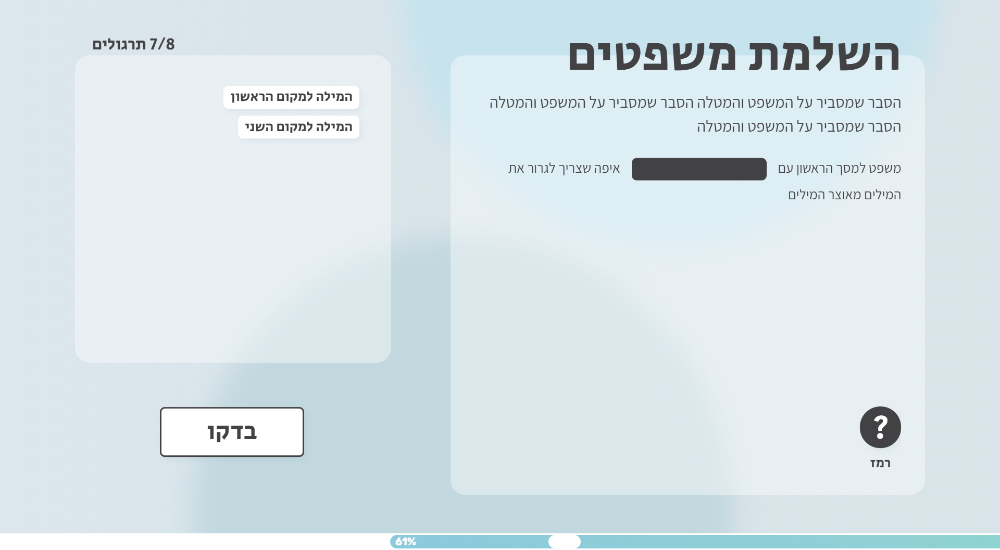 השלמת משפטים
הסבר שמסביר על המשפט והמטלה הסבר שמסביר על המשפט והמטלה
הסבר שמסביר על המשפט והמטלה
משפט למסך הראשון עם איפה שצריך לגרור את
המילים מאוצר המילים
?
רמז
7/8 תרגולים
המילה למקום הראשון
המילה למקום השני
בדקו
61%